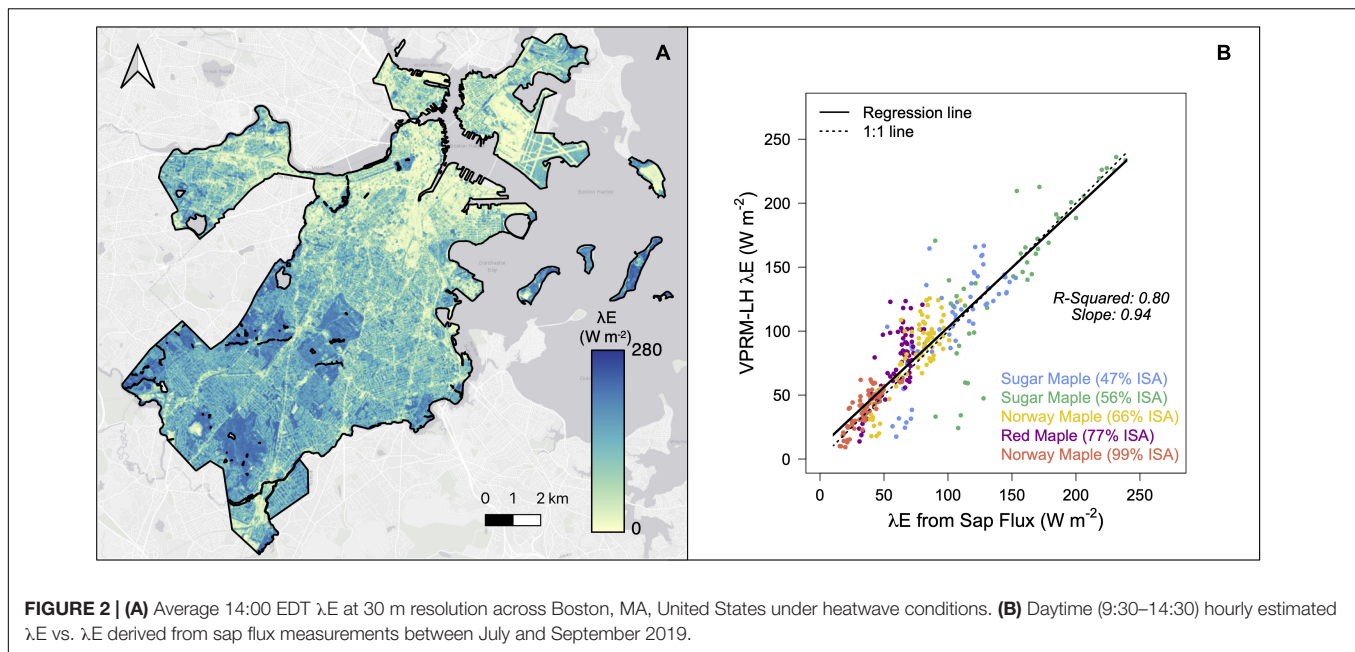 A
λE
(W m-2)
280
0
0 1 2 km
B
Regression line
1:1 line
250
200
150
100
50
0
VPRM-LH λE (W m-2)
R-Squared: 0.80
Slope: 0.94
Sugar Maple (47% ISA)
Sugar Maple (56% ISA)
Norway Maple (66% ISA)
Red Maple (77% ISA)
Norway Maple (99% ISA)
0 50 100 150 200 250
λE from Sap Flux (W m-2)
FIGURE 2 | (A) Average 14:00 EDT λE at 30 m resolution across Boston, MA, United States under heatwave conditions. (B) Daytime (9:30–14:30) hourly estimated
λE vs. λE derived from sap flux measurements between July and September 2019.